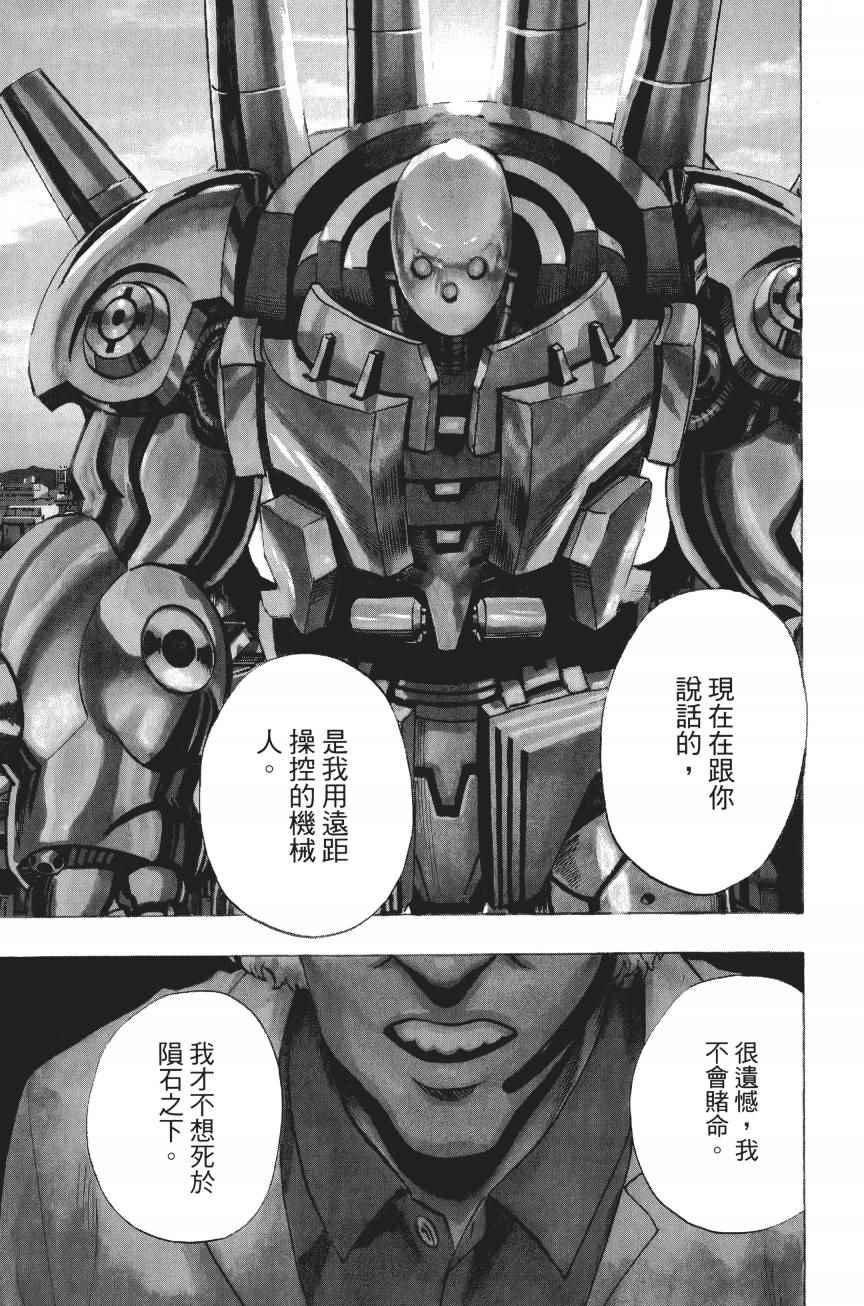 現在在跟你
說話的，
是我用遠距
操控的機械
人。
很遺憾，我
不會賭命。
我才不想死於
隕石之下。